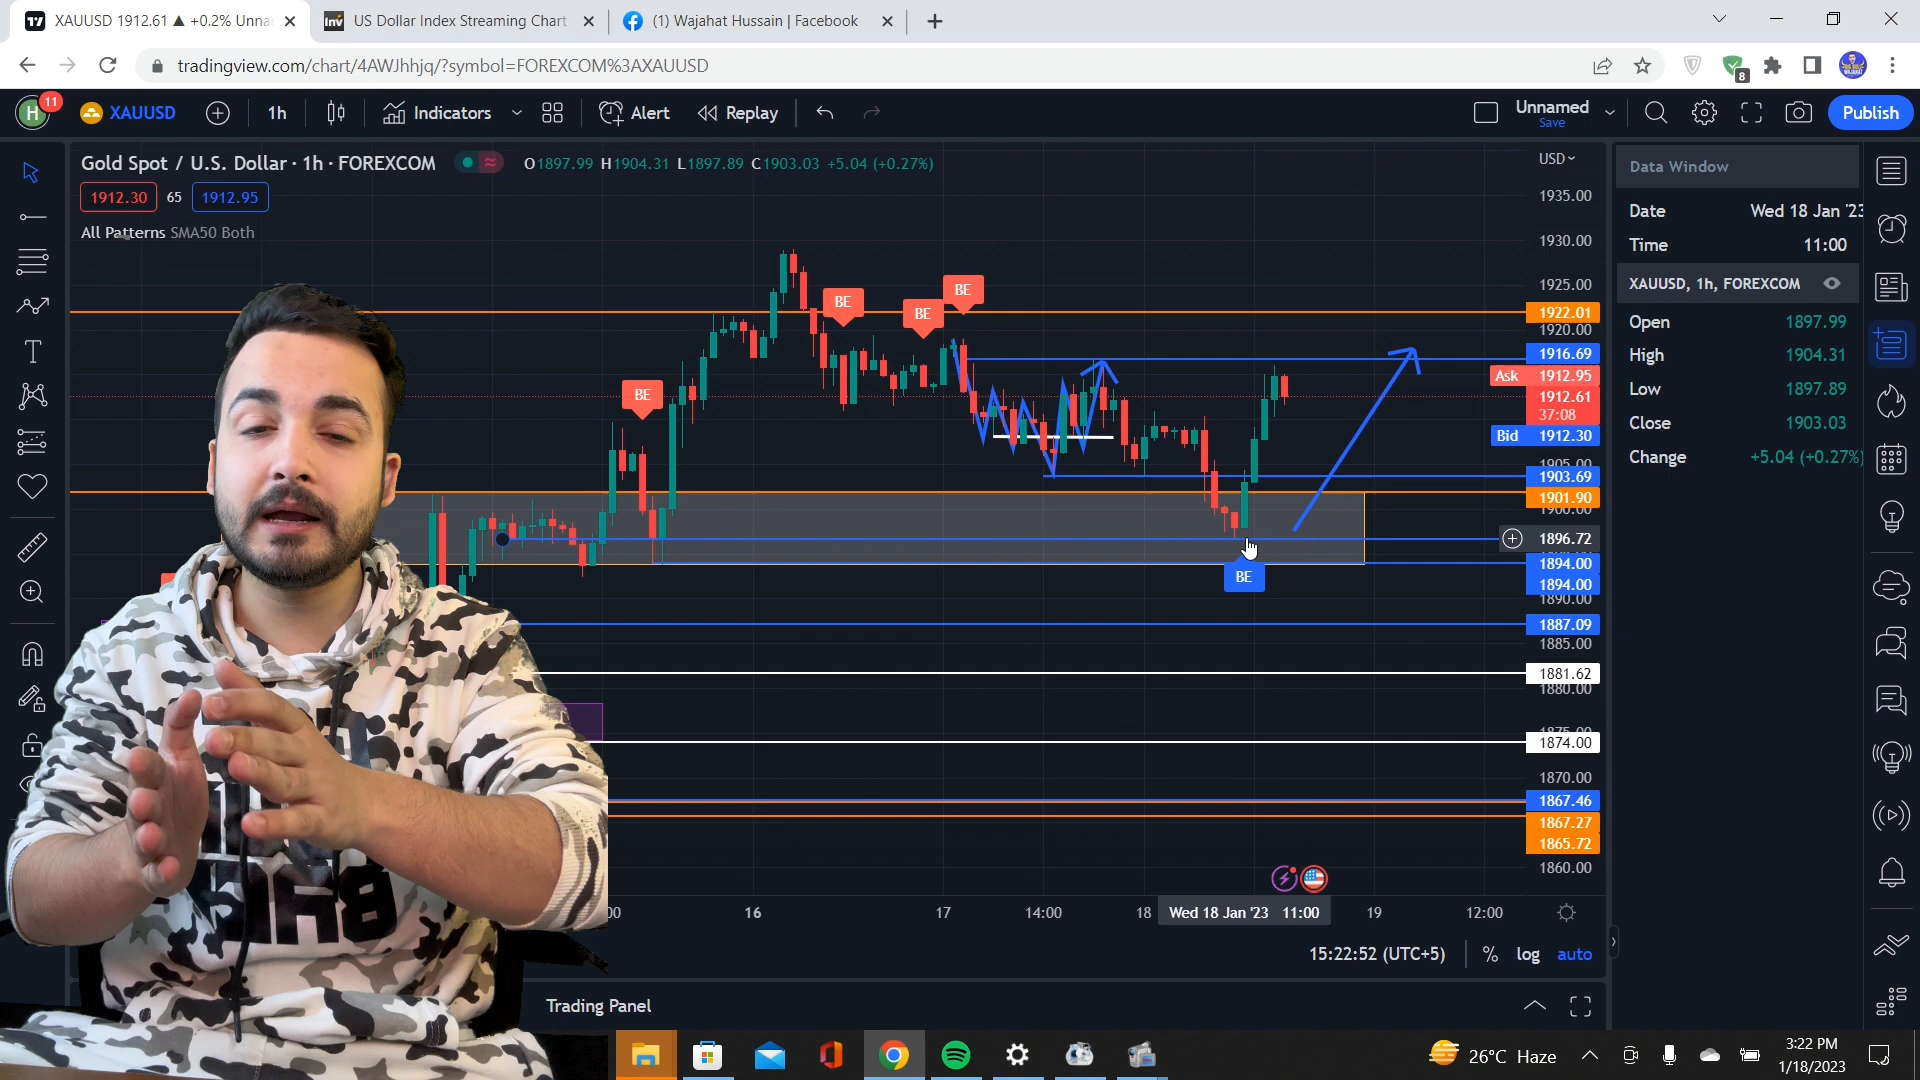 XAUUSD 1912.61 ▲ +0.2% Unna
US Dollar Index Streaming Chart
(1) Wajahat Hussain | Facebook
tradingview.com/chart/4AWJhhjq/?symbol=FOREXCOM%3AXAUUSD
8
H
11
XAUUSD
1h
Indicators
Alert
Replay
Unnamed
Save
Publish
Gold Spot / U.S. Dollar · 1h · FOREXCOM
O1897.99 H1904.31 L1897.89 C1903.03 +5.04 (+0.27%)
USD
1912.30 65 1912.95
All Patterns SMA50 Both
BE
BE
BE
BE
BE
1935.00
1930.00
1925.00
1922.01
1920.00
1916.69
Ask 1912.95
1912.61
37:08
Bid 1912.30
1905.00
1903.69
1901.90
1900.00
1896.72
1894.00
1894.00
1890.00
1887.09
1885.00
1881.62
1880.00
1875.00
1874.00
1870.00
1867.46
1867.27
1865.72
1860.00
16
17
14:00
18
Wed 18 Jan '23 11:00
19
12:00
15:22:52 (UTC+5)
%
log
auto
Data Window
Date Wed 18 Jan '23
Time 11:00
XAUUSD, 1h, FOREXCOM
Open 1897.99
High 1904.31
Low 1897.89
Close 1903.03
Change +5.04 (+0.27%)
Trading Panel
26°C Haze
3:22 PM
1/18/2023